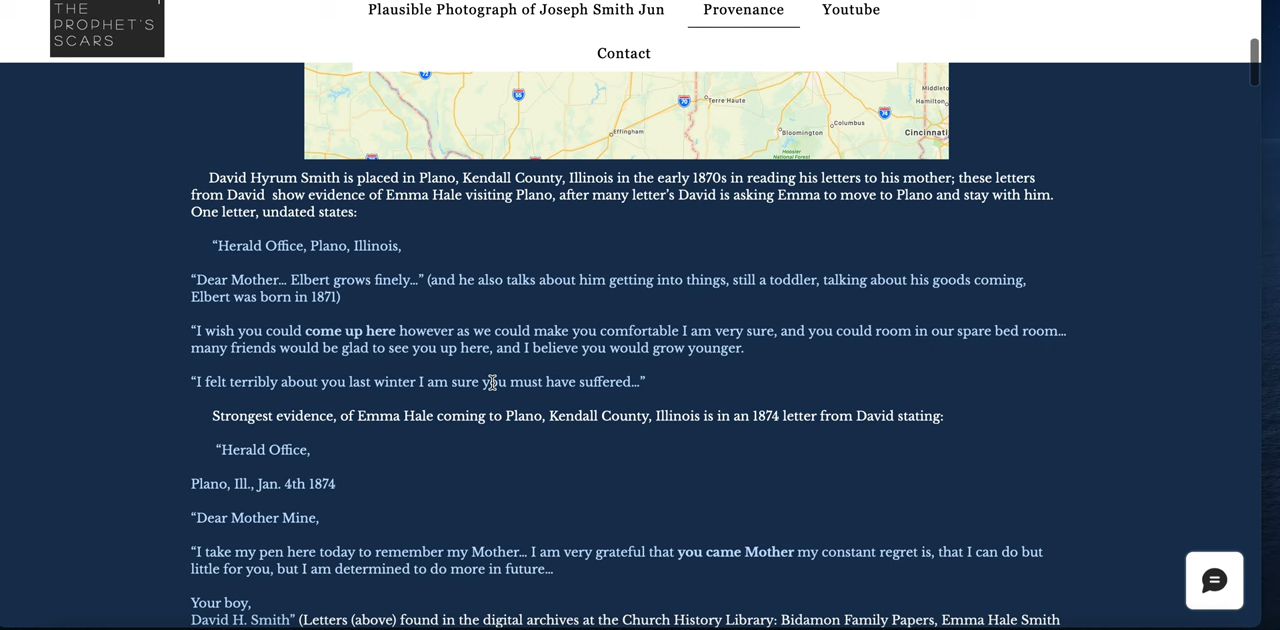 THE
PROPHET'S
SCARS
Plausible Photograph of Joseph Smith Jun
Provenance
Youtube
Contact
Terre Haute
Effingham
Bloomington
Columbus
Hoosier
National Forest
Middleto
Hamilton
Cincinnati
55
70
74
72
David Hyrum Smith is placed in Plano, Kendall County, Illinois in the early 1870s in reading his letters to his mother; these letters
from David  show evidence of Emma Hale visiting Plano, after many letter's David is asking Emma to move to Plano and stay with him.
One letter, undated states:
“Herald Office, Plano, Illinois,
“Dear Mother… Elbert grows finely…” (and he also talks about him getting into things, still a toddler, talking about his goods coming,
Elbert was born in 1871)
“I wish you could come up here however as we could make you comfortable I am very sure, and you could room in our spare bed room…
many friends would be glad to see you up here, and I believe you would grow younger.
“I felt terribly about you last winter I am sure you must have suffered…”
Strongest evidence, of Emma Hale coming to Plano, Kendall County, Illinois is in an 1874 letter from David stating:
“Herald Office,
Plano, Ill., Jan. 4th 1874
“Dear Mother Mine,
“I take my pen here today to remember my Mother… I am very grateful that you came Mother my constant regret is, that I can do but
little for you, but I am determined to do more in future…
Your boy,
David H. Smith” (Letters (above) found in the digital archives at the Church History Library: Bidamon Family Papers, Emma Hale Smith